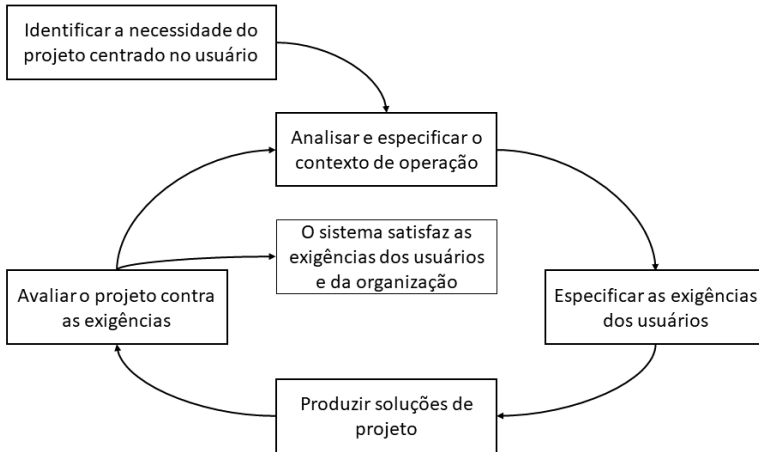 Identificar a necessidade do
projeto centrado no usuário
Analisar e especificar o
contexto de operação
O sistema satisfaz as
exigências dos usuários
e da organização
Avaliar o projeto contra
as exigências
Especificar as exigências
dos usuários
Produzir soluções de
projeto